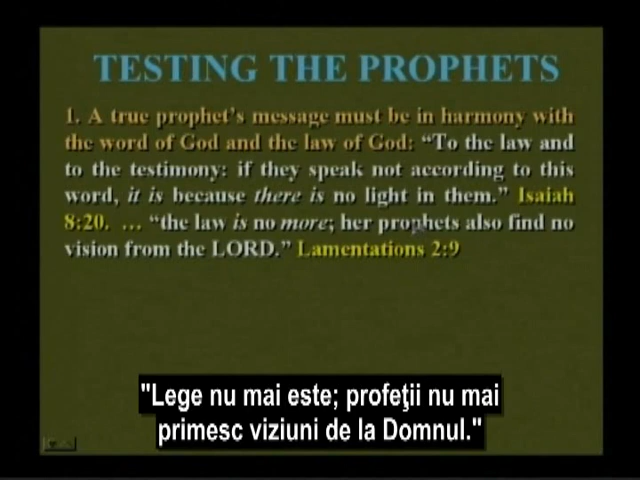 TESTING THE PROPHETS
1. A true prophet's message must be in harmony with
the word of God and the law of God: “To the law and
to the testimony: if they speak not according to this
word, it is because there is no light in them.” Isaiah
8:20. ... “the law is no more; her prophets also find no
vision from the LORD.” Lamentations 2:9
"Lege nu mai este; profeţii nu mai
primesc viziuni de la Domnul."